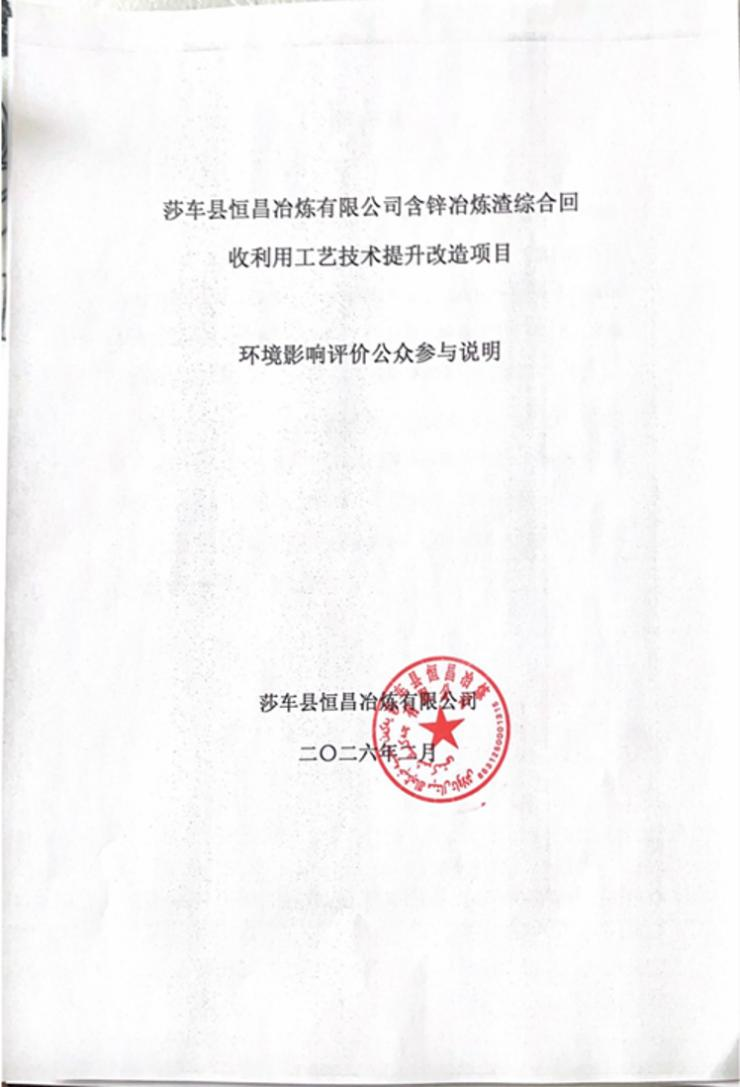 莎车县恒昌冶炼有限公司含锌冶炼渣综合回
收利用工艺技术提升改造项目
环境影响评价公众参与说明
莎车县恒昌冶炼有限公司
二〇二六年二月